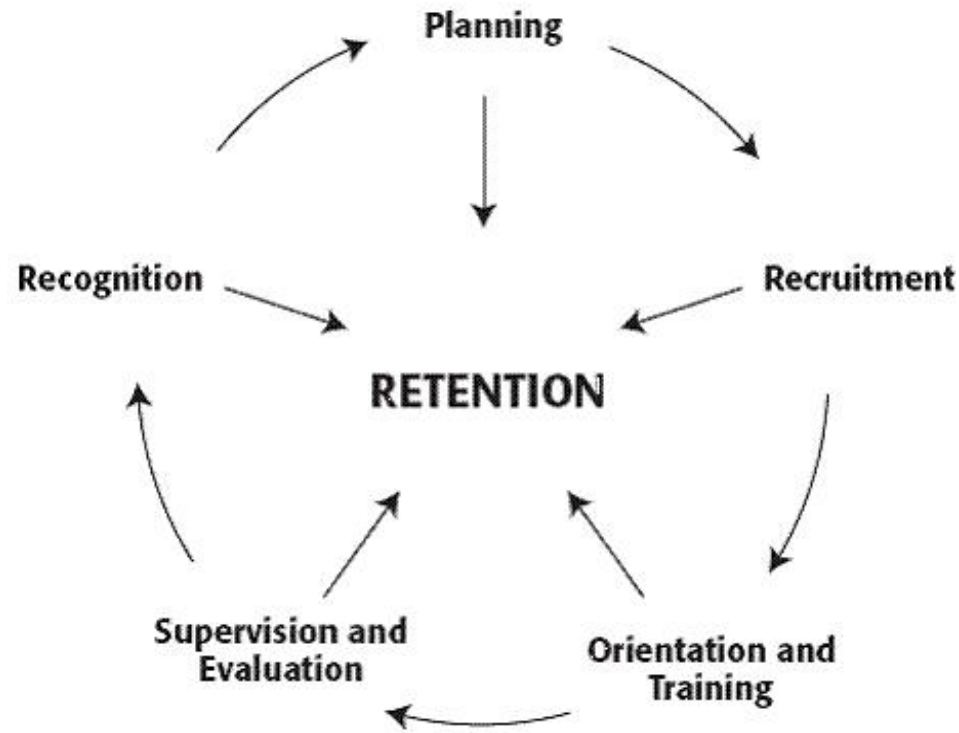 Planning
Recognition
Recruitment
RETENTION
Supervision and
Evaluation
Orientation and
Training